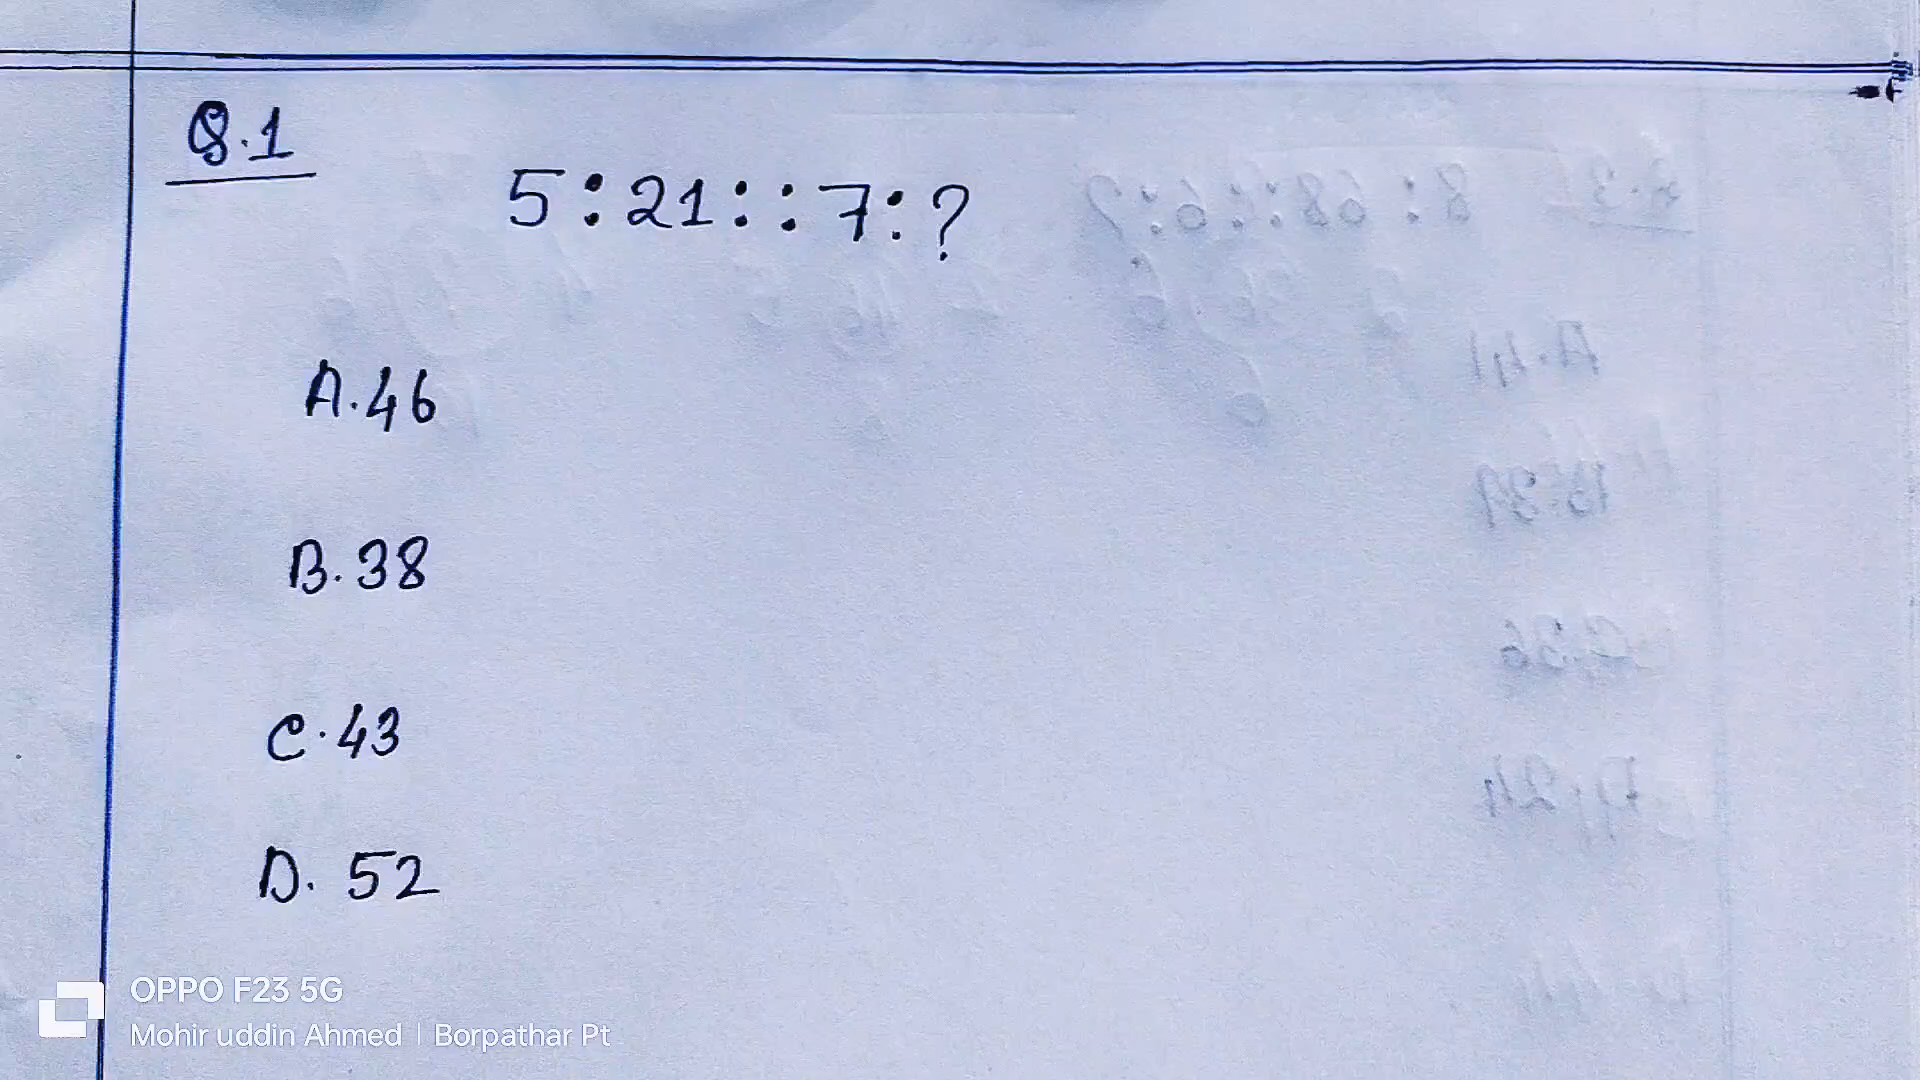 Q.1
5:21::7:?
A.46
B.38
C.43
D. 52
OPPO F23 5G
Mohir uddin Ahmed | Borpathar Pt